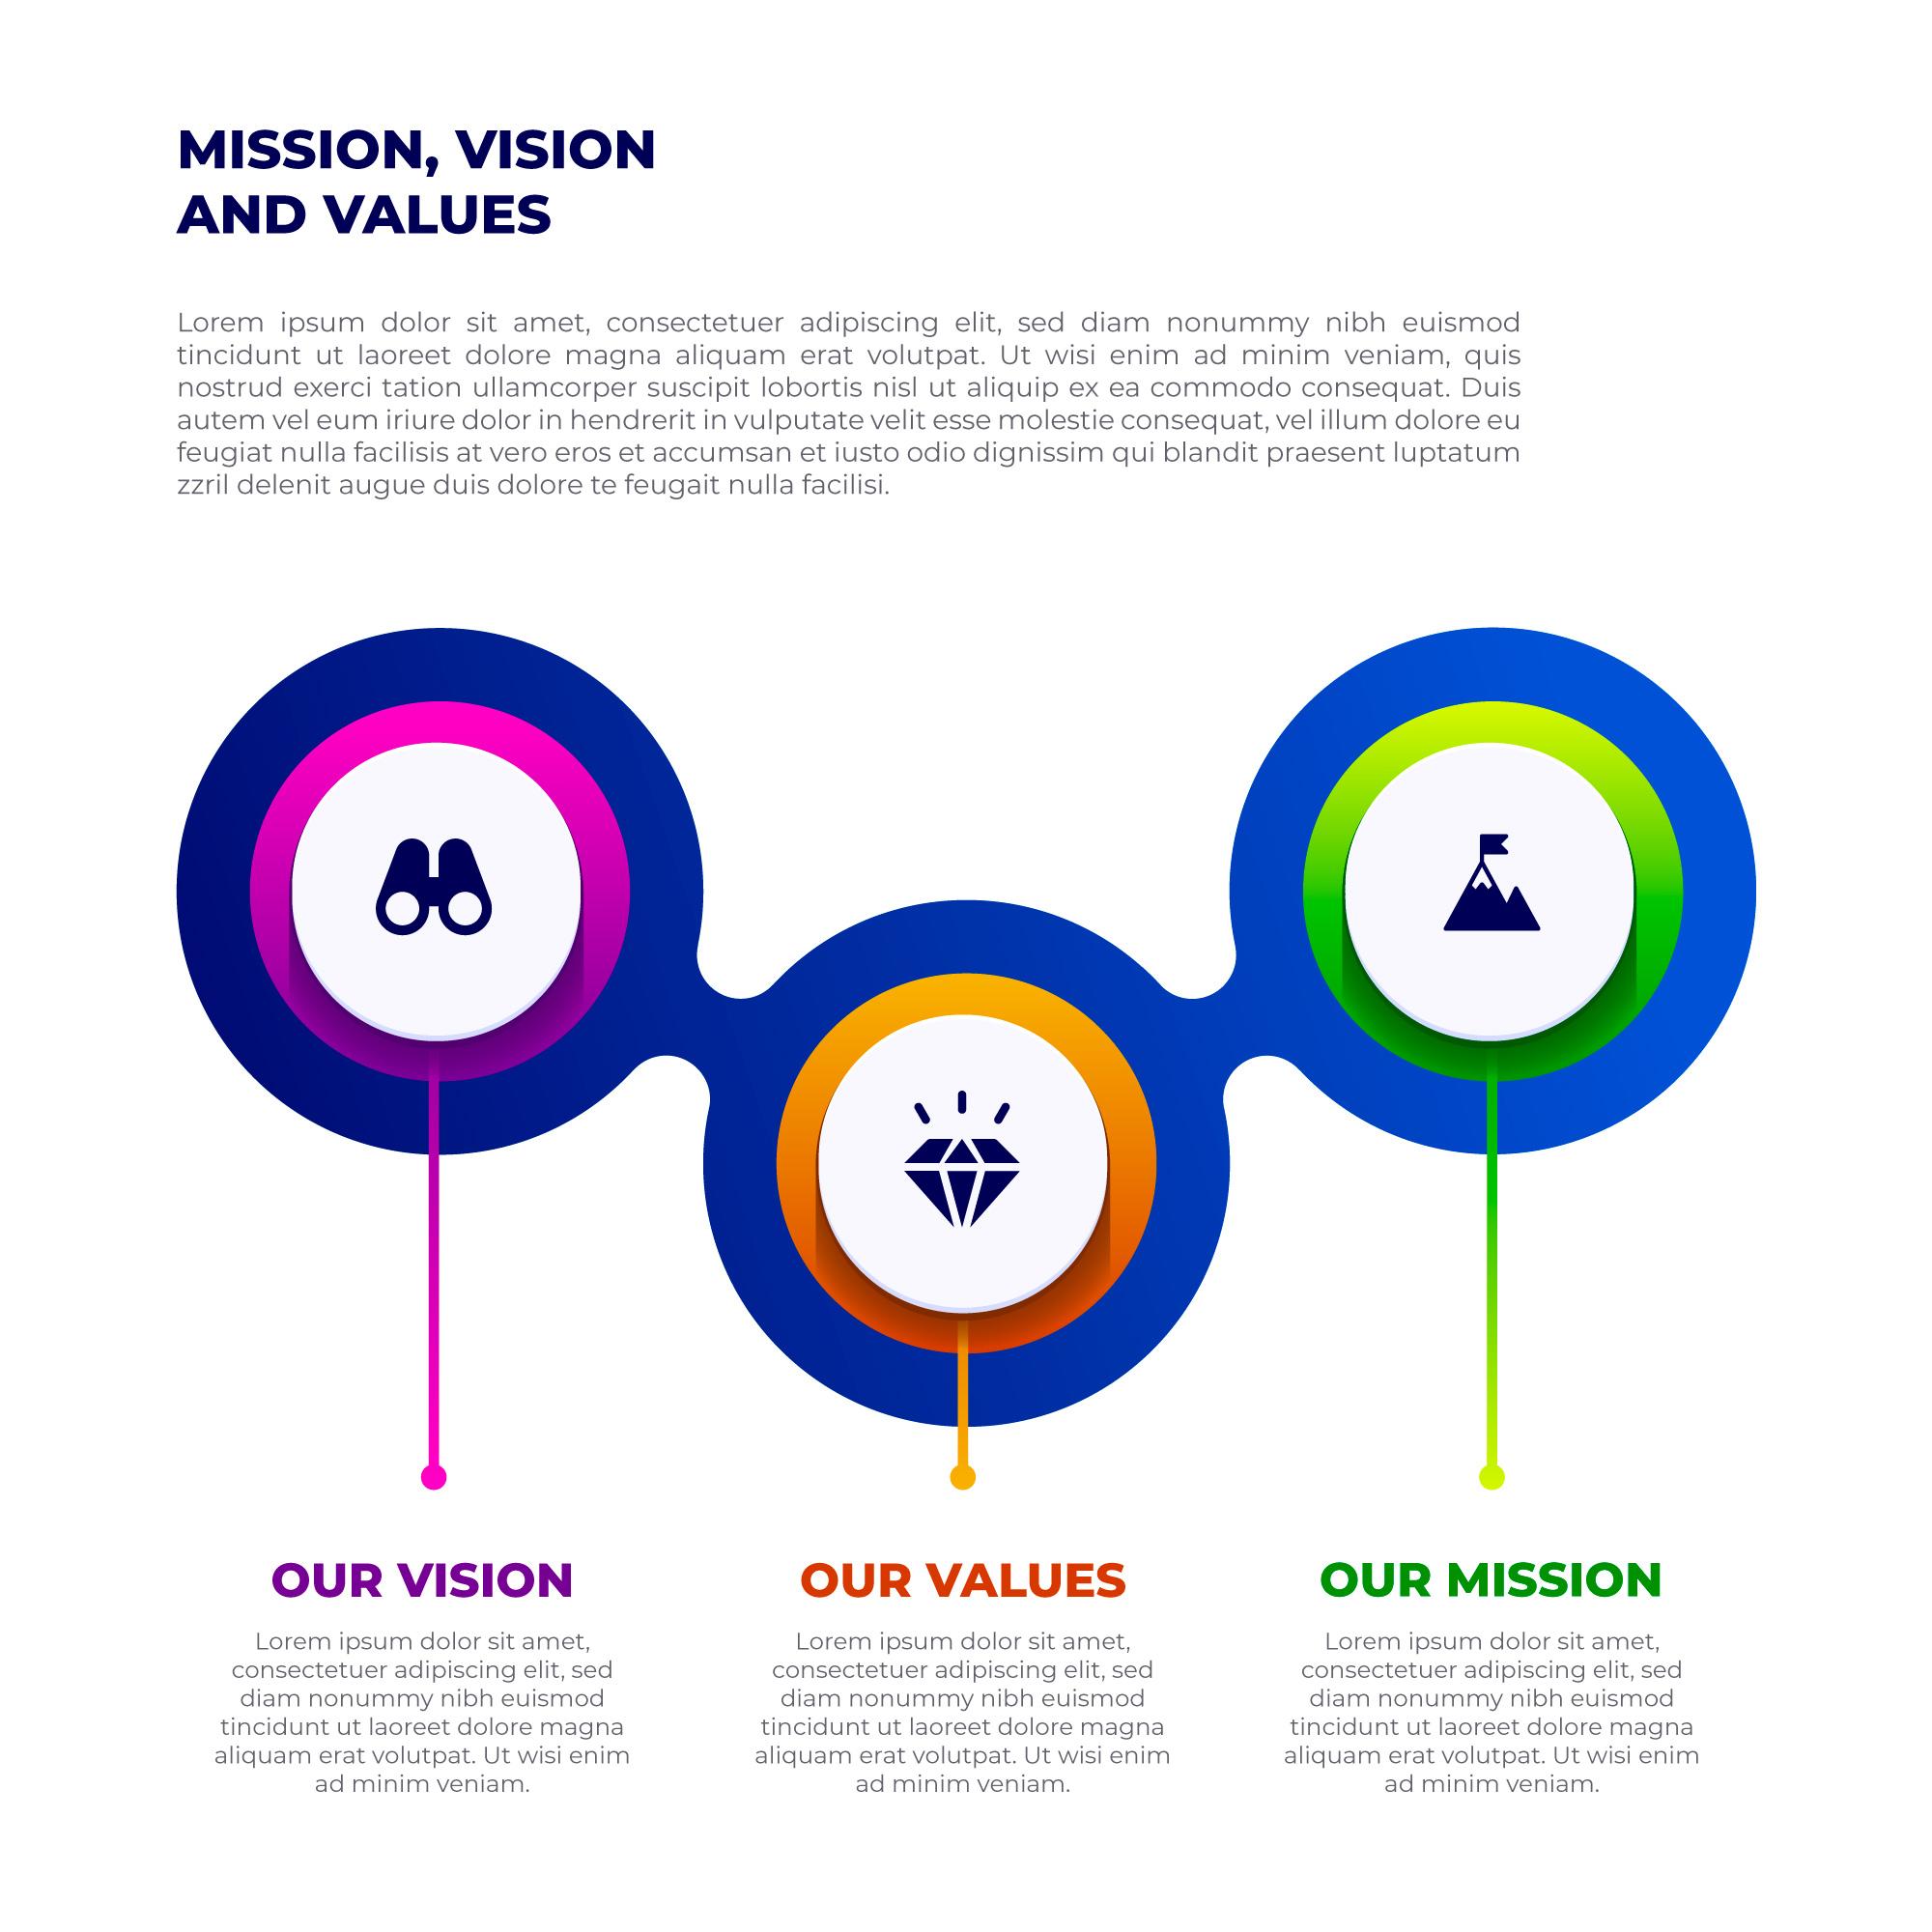 MISSION, VISION
AND VALUES
Lorem ipsum dolor sit amet, consectetuer adipiscing elit, sed diam nonummy nibh euismod
tincidunt ut laoreet dolore magna aliquam erat volutpat. Ut wisi enim ad minim veniam, quis
nostrud exerci tation ullamcorper suscipit lobortis nisl ut aliquip ex ea commodo consequat. Duis
autem vel eum iriure dolor in hendrerit in vulputate velit esse molestie consequat, vel illum dolore eu
feugiat nulla facilisis at vero eros et accumsan et iusto odio dignissim qui blandit praesent luptatum
zzril delenit augue duis dolore te feugait nulla facilisi.
OUR VISION
Lorem ipsum dolor sit amet,
consectetuer adipiscing elit, sed
diam nonummy nibh euismod
tincidunt ut laoreet dolore magna
aliquam erat volutpat. Ut wisi enim
ad minim veniam.
OUR VALUES
Lorem ipsum dolor sit amet,
consectetuer adipiscing elit, sed
diam nonummy nibh euismod
tincidunt ut laoreet dolore magna
aliquam erat volutpat. Ut wisi enim
ad minim veniam.
OUR MISSION
Lorem ipsum dolor sit amet,
consectetuer adipiscing elit, sed
diam nonummy nibh euismod
tincidunt ut laoreet dolore magna
aliquam erat volutpat. Ut wisi enim
ad minim veniam.